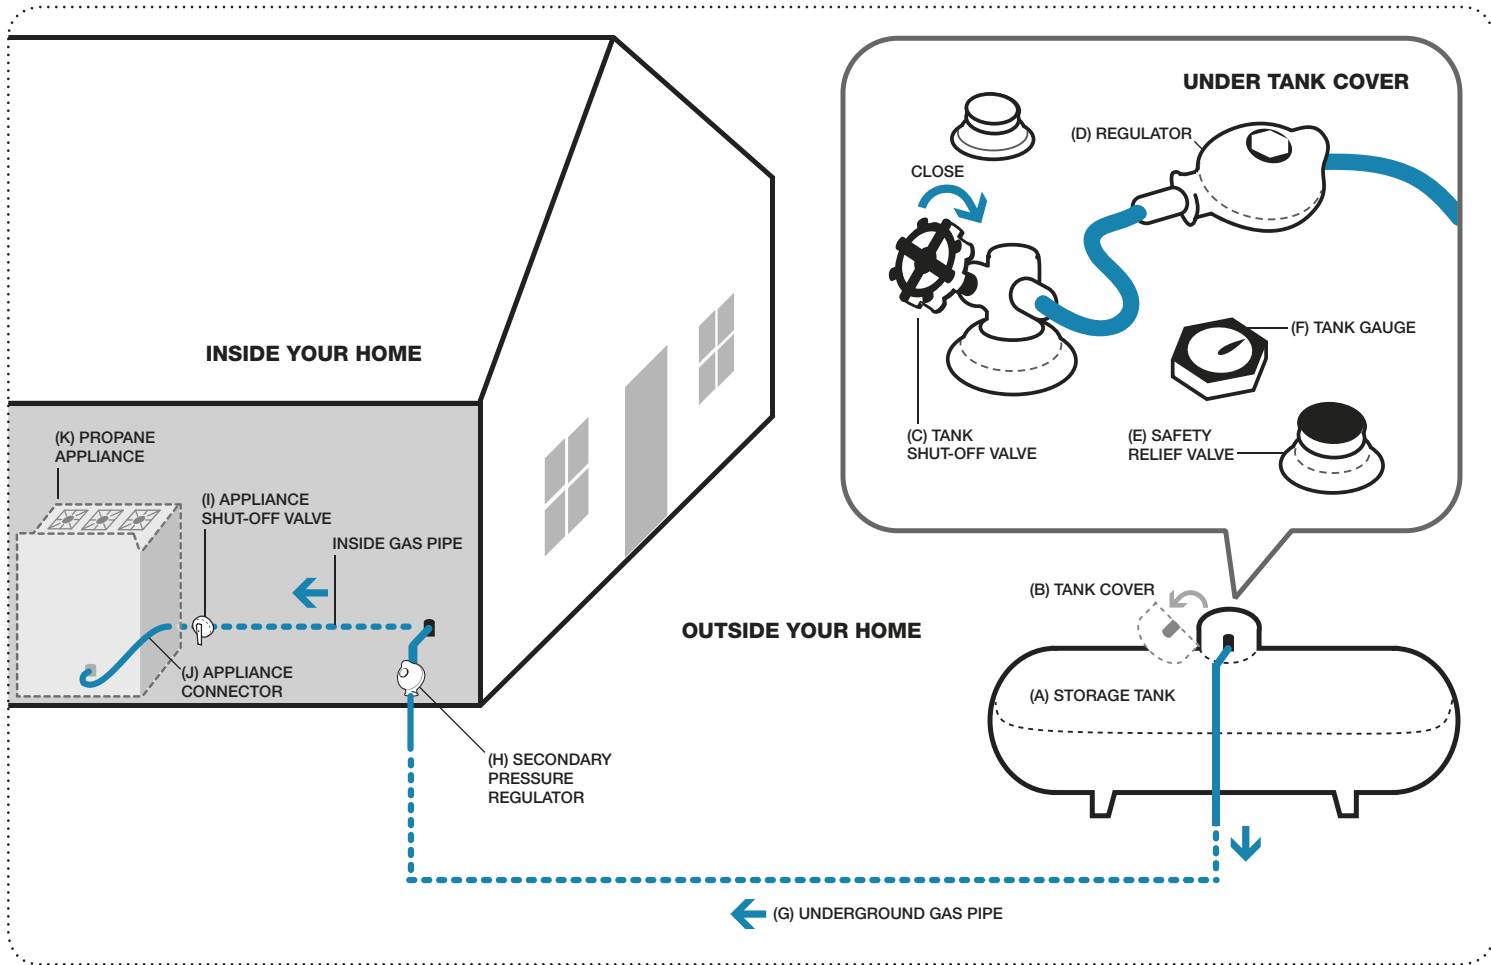 UNDER TANK COVER
(D) REGULATOR
CLOSE
(F) TANK GAUGE
(C) TANK
SHUT-OFF VALVE
(E) SAFETY
RELIEF VALVE
INSIDE YOUR HOME
(K) PROPANE
APPLIANCE
(I) APPLIANCE
SHUT-OFF VALVE
INSIDE GAS PIPE
(J) APPLIANCE
CONNECTOR
(H) SECONDARY
PRESSURE
REGULATOR
OUTSIDE YOUR HOME
(B) TANK COVER
(A) STORAGE TANK
(G) UNDERGROUND GAS PIPE